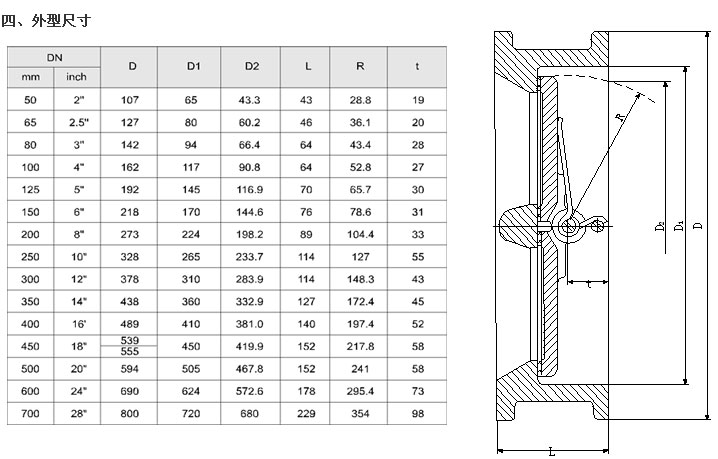 四、外型尺寸
DN D D1 D2 L R t
mm inch
50 2" 107 65 43.3 43 28.8 19
65 2.5" 127 80 60.2 46 36.1 20
80 3" 142 94 66.4 64 43.4 28
100 4" 162 117 90.8 64 52.8 27
125 5" 192 145 116.9 70 65.7 30
150 6" 218 170 144.6 76 78.6 31
200 8" 273 224 198.2 89 104.4 33
250 10" 328 265 233.7 114 127 55
300 12" 378 310 283.9 114 148.3 43
350 14" 438 360 332.9 127 172.4 45
400 16' 489 410 381.0 140 197.4 52
450 18" 539 555 450 419.9 152 217.8 58
500 20" 594 505 467.8 152 241 58
600 24" 690 624 572.6 178 295.4 73
700 28" 800 720 680 229 354 98
R
D2
D1
D
t
L